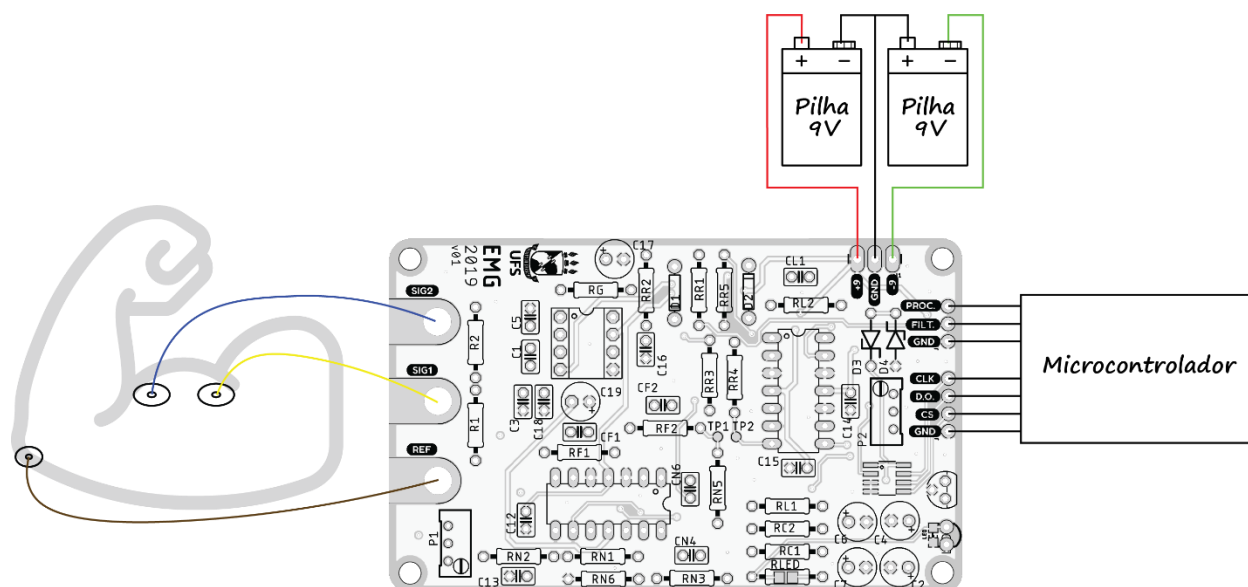 +
−
+
−
Pilha
9V
Pilha
9V
EMG
2019
v01
UFS
C17
SIG2
SIG1
REF
R2
R1
C5
C1
C3
C18
RG
RR2
D1
RR1
RR5
D2
CL1
RL2
+9
GND
-9
PROC.
FILT.
GND
CLK
D.O.
CS
GND
Microcontrolador
C16
C19
CF2
CF1
RF2
RF1
RR3
RR4
TP1
TP2
D3
D4
C14
P2
C15
CN6
RN5
C12
P1
RN2
RN1
C13
RN6
CN4
RN3
RL1
RC2
RC1
RLED
C6
C4
C7
C2